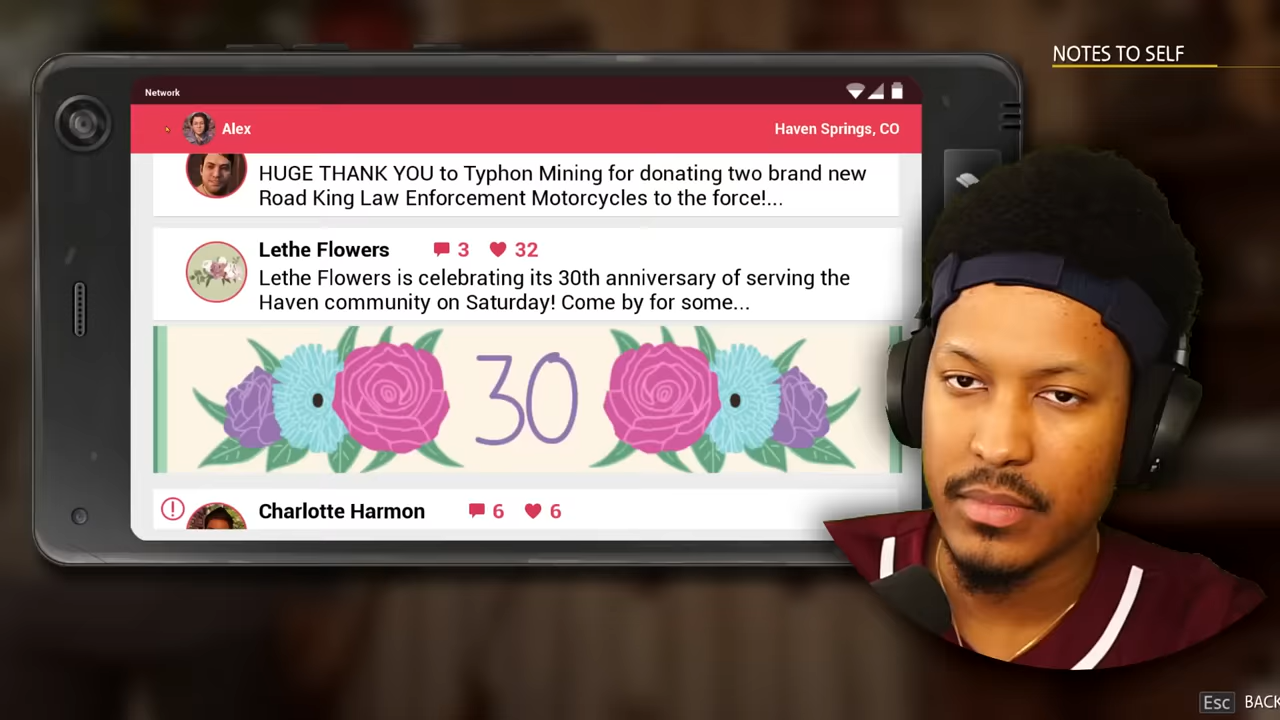 NOTES TO SELF
Network
Alex
Haven Springs, CO
HUGE THANK YOU to Typhon Mining for donating two brand new
Road King Law Enforcement Motorcycles to the force!...
Lethe Flowers 3 32
Lethe Flowers is celebrating its 30th anniversary of serving the
Haven community on Saturday! Come by for some...
30
Charlotte Harmon 6 6
Esc BACK